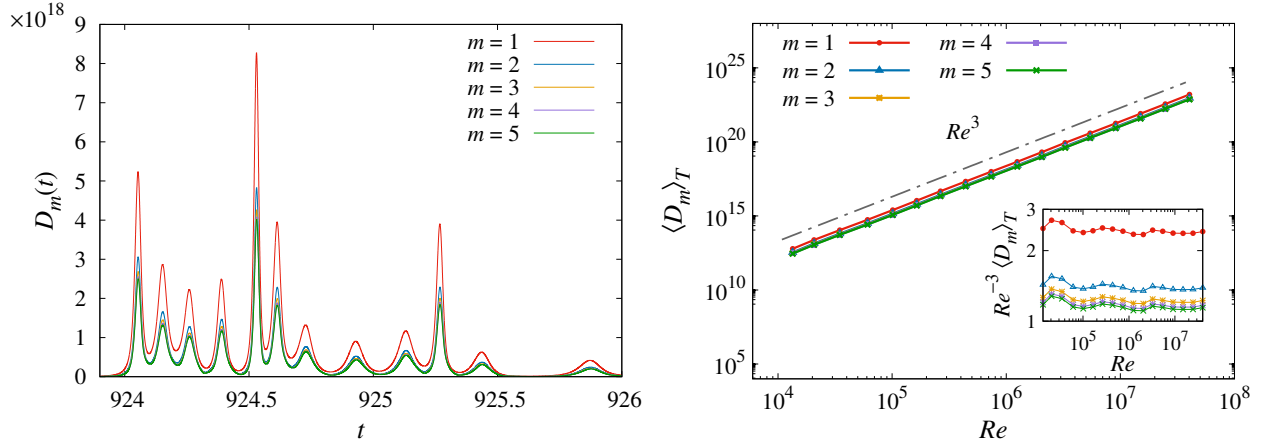 ×10^18
9
8
7
6
5
4
3
2
1
0
D_m(t)
924
924.5
925
925.5
926
t
m = 1
m = 2
m = 3
m = 4
m = 5
⟨D_m⟩_T
10^25
10^20
10^15
10^10
10^5
10^4
10^5
10^6
10^7
10^8
Re
m = 1
m = 2
m = 3
m = 4
m = 5
Re^3
Re^−3 ⟨D_m⟩_T
3
2
1
10^5
10^6
10^7
Re